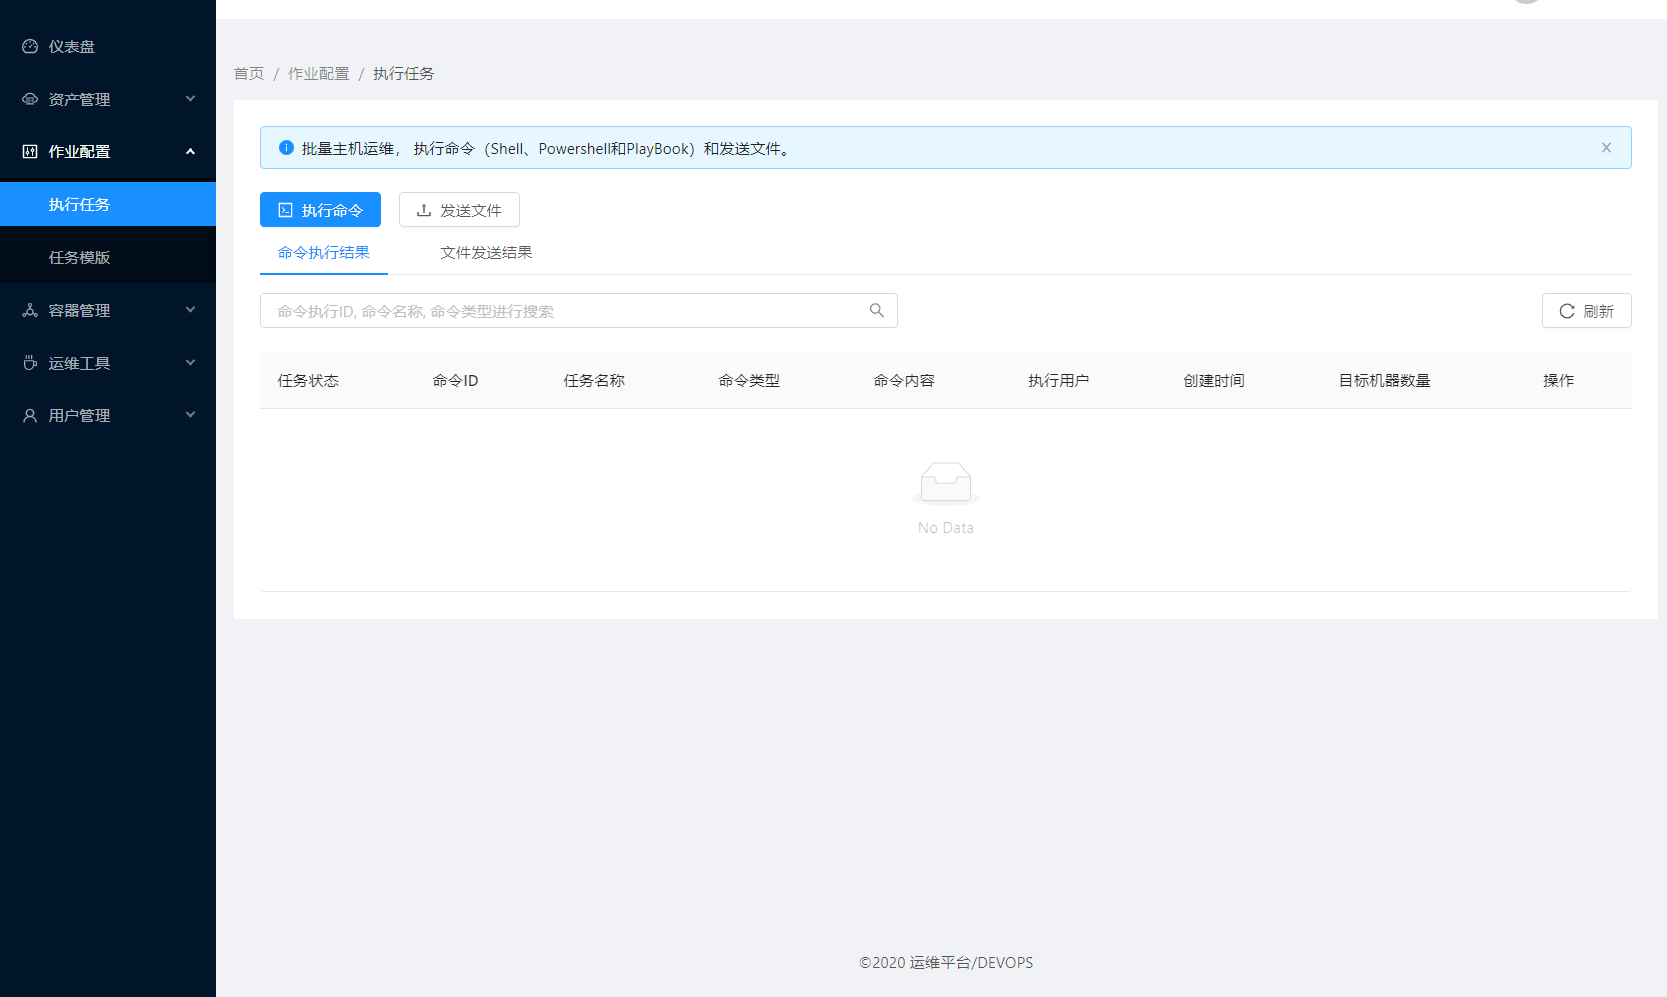 仪表盘
资产管理
作业配置
执行任务
任务模版
容器管理
运维工具
用户管理
首页 / 作业配置 / 执行任务
批量主机运维， 执行命令（Shell、Powershell和PlayBook）和发送文件。
执行命令 发送文件
命令执行结果 文件发送结果
命令执行ID, 命令名称, 命令类型进行搜索 刷新
任务状态 命令ID 任务名称 命令类型 命令内容 执行用户 创建时间 目标机器数量 操作
No Data
©2020 运维平台/DEVOPS